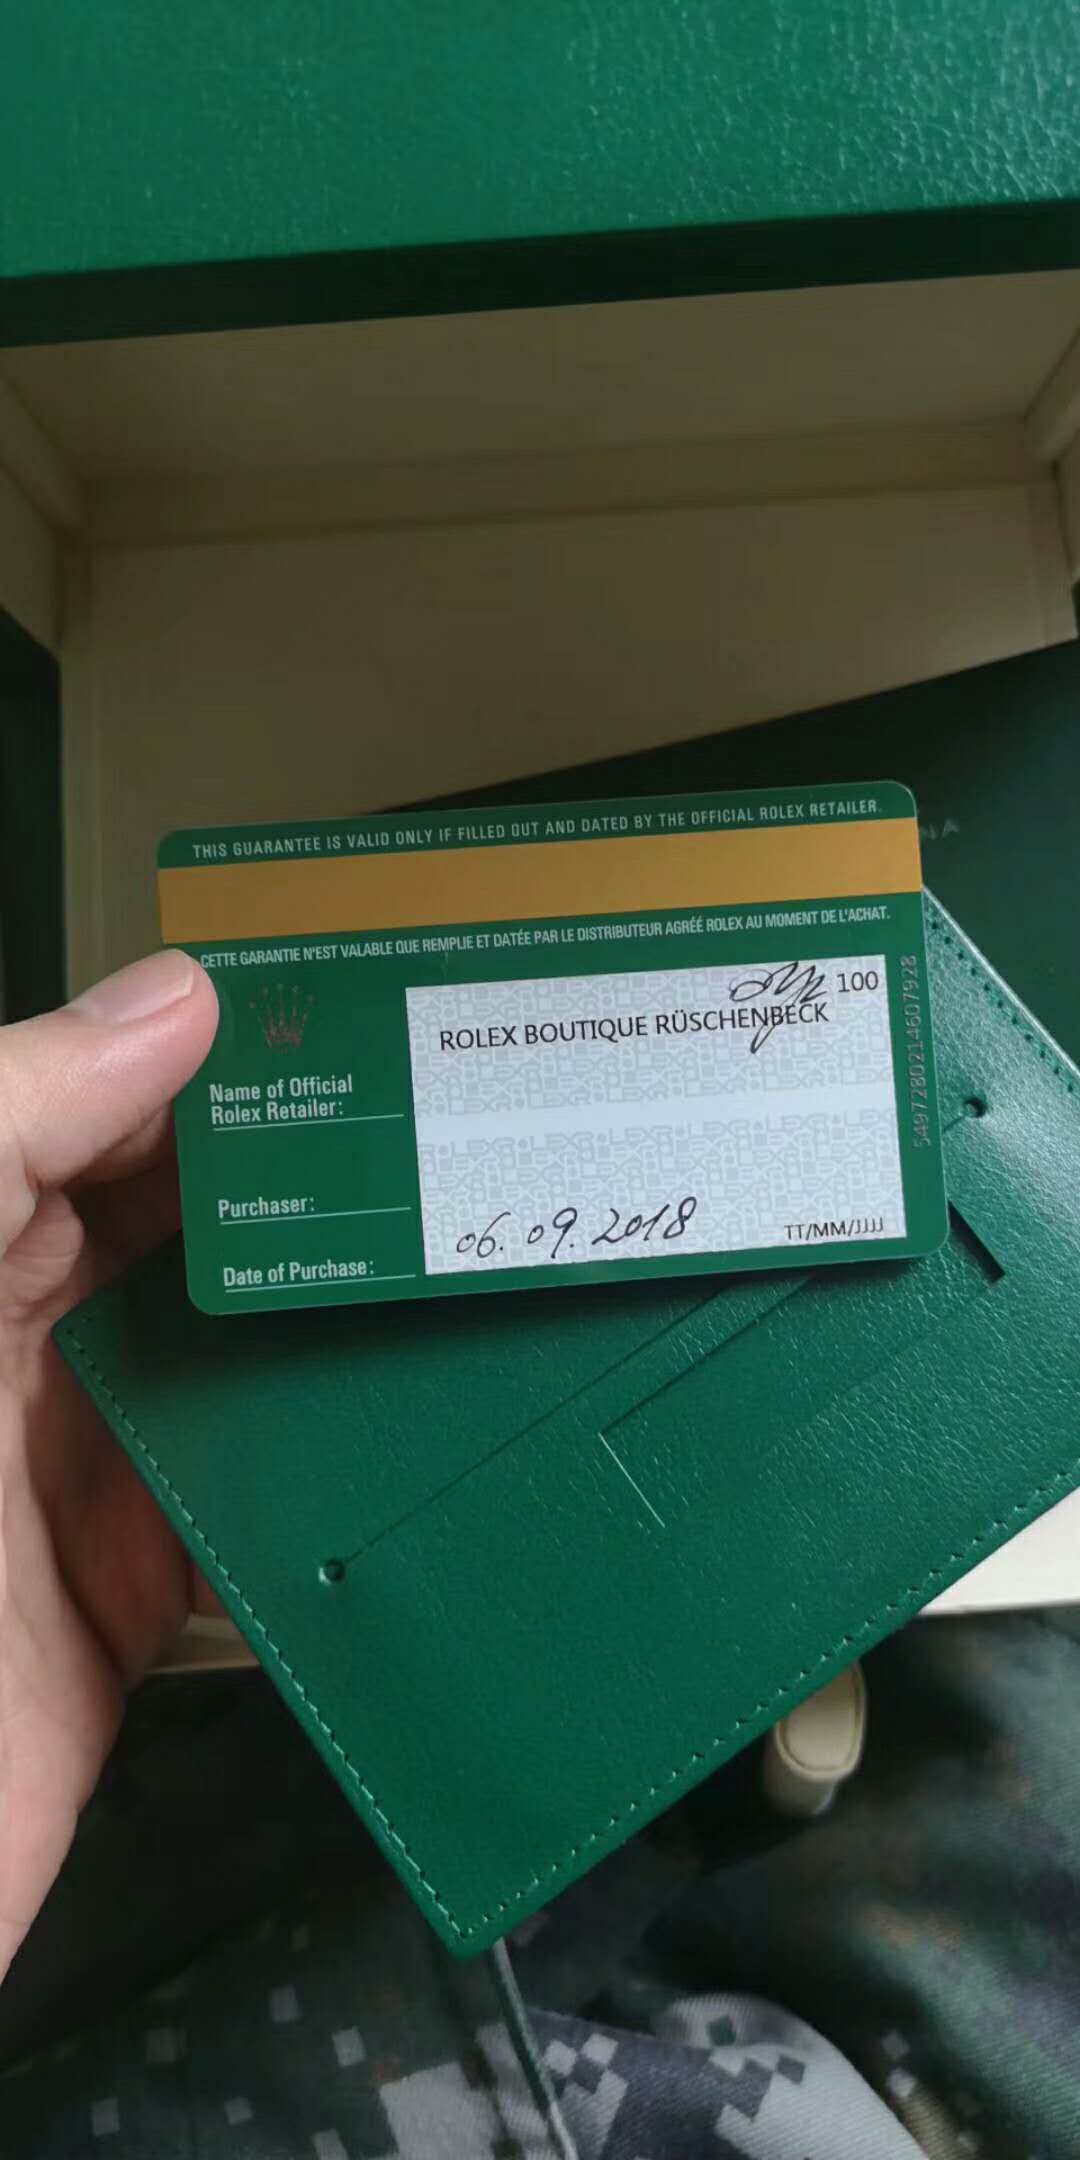 THIS GUARANTEE IS VALID ONLY IF FILLED OUT AND DATED BY THE OFFICIAL ROLEX RETAILER.
CETTE GARANTIE N'EST VALABLE QUE REMPLIE ET DATÉE PAR LE DISTRIBUTEUR AGRÉÉ ROLEX AU MOMENT DE L'ACHAT.
100
ROLEX BOUTIQUE RÜSCHENBECK
Name of Official
Rolex Retailer:
Purchaser:
Date of Purchase:
06.09.2018
TT/MM/JJJJ
5497280214607928
NA